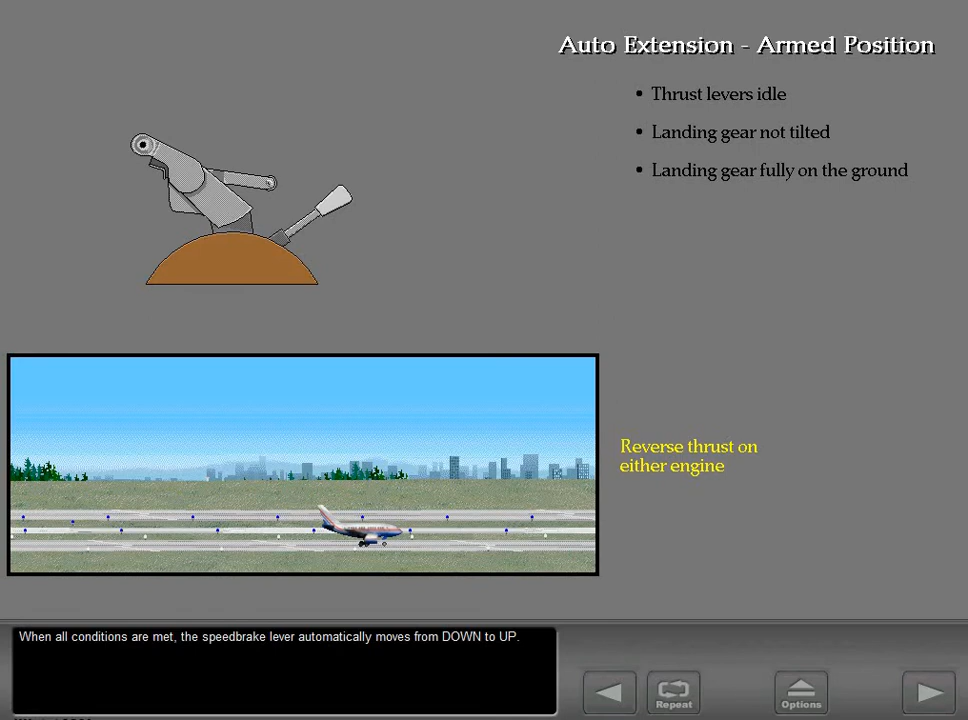 Auto Extension - Armed Position
• Thrust levers idle
• Landing gear not tilted
• Landing gear fully on the ground
Reverse thrust on
either engine
When all conditions are met, the speedbrake lever automatically moves from DOWN to UP.
Repeat
Options